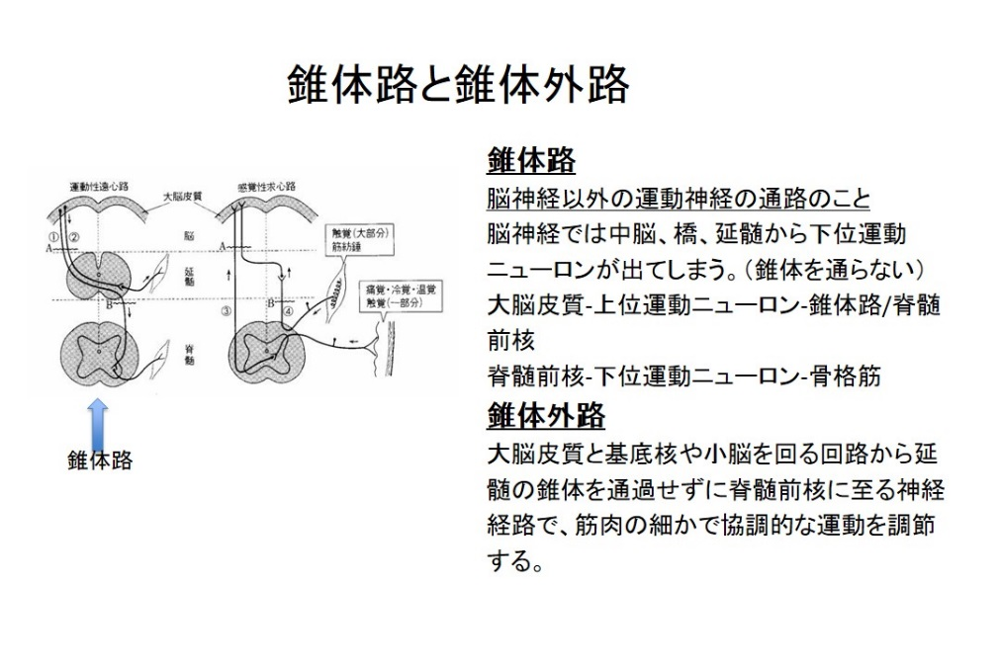 錐体路と錐体外路
運動性遠心路
大脳皮質
感覚性求心路
①
②
A
脳
延髄
B
脊髄
A
③
B
④
触覚(大部分)
筋紡錘
痛覚・冷覚・温覚
触覚(一部分)
錐体路
錐体路
脳神経以外の運動神経の通路のこと
脳神経では中脳、橋、延髄から下位運動
ニューロンが出てしまう。（錐体を通らない）
大脳皮質-上位運動ニューロン-錐体路/脊髄
前核
脊髄前核-下位運動ニューロン-骨格筋
錐体外路
大脳皮質と基底核や小脳を回る回路から延
髄の錐体を通過せずに脊髄前核に至る神経
経路で、筋肉の細かで協調的な運動を調節
する。